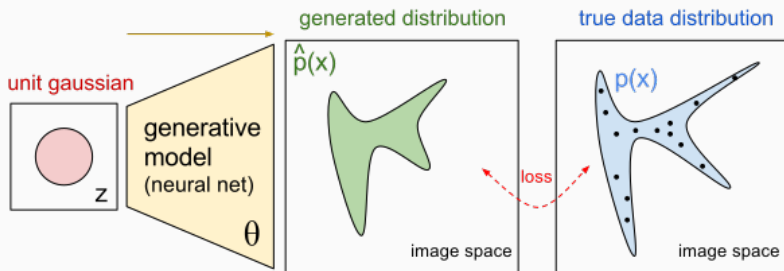 generated distribution
true data distribution
unit gaussian
z
generative
model
(neural net)
θ
p̂(x)
image space
loss
p(x)
image space